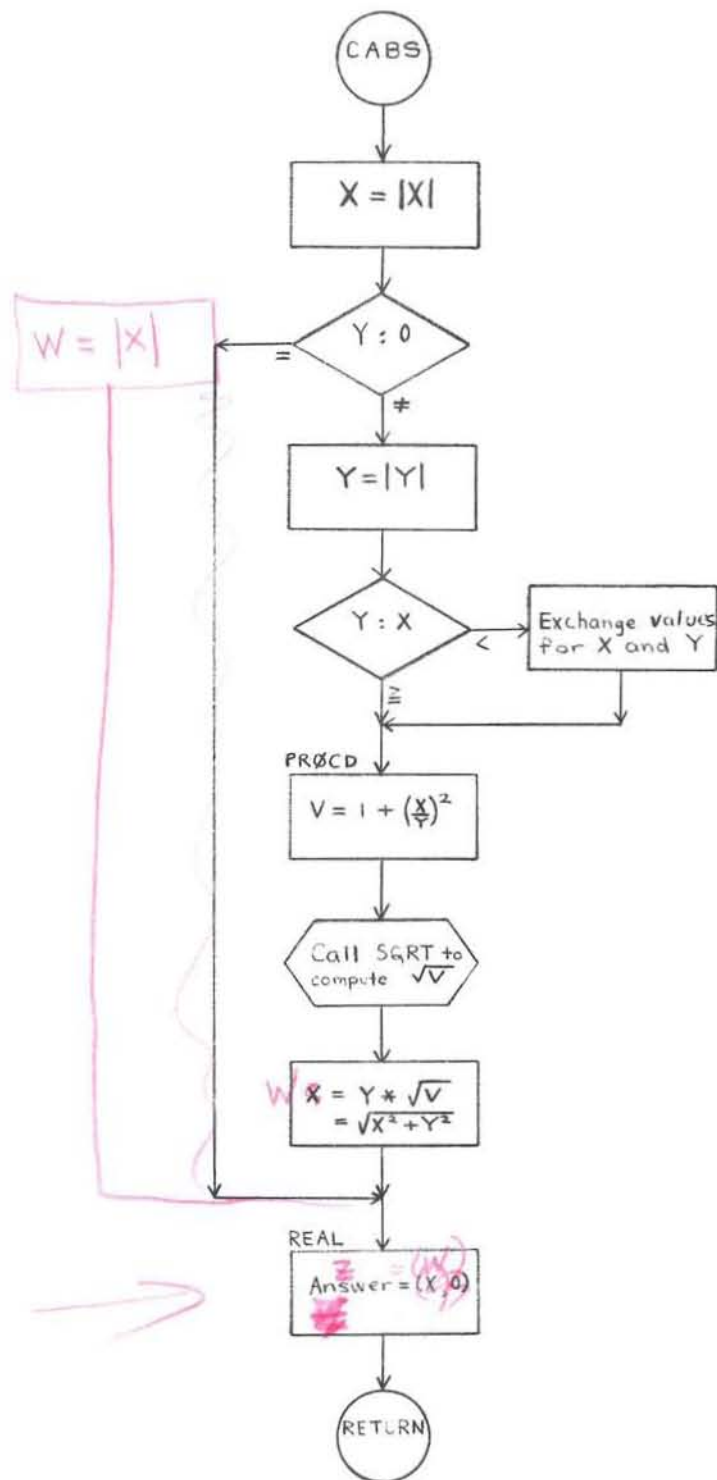 CABS
X = |X|
W = |X|
Y : 0
=
≠
Y = |Y|
Y : X
<
Exchange values
for X and Y
≧
PRØCD
V = 1 + (X/Y)²
Call SQRT to
compute √V
W
X = Y * √V
= √X² + Y²
REAL
Z = (W)
Answer = (X, 0)
RETURN